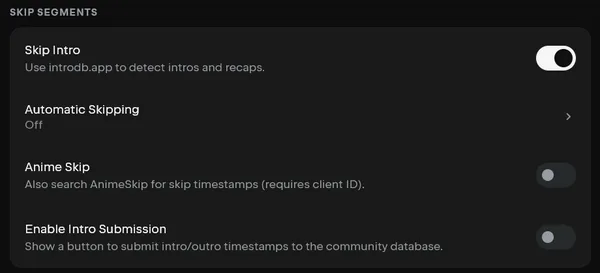 SKIP SEGMENTS
Skip Intro
Use introdb.app to detect intros and recaps.
Automatic Skipping
Off
Anime Skip
Also search AnimeSkip for skip timestamps (requires client ID).
Enable Intro Submission
Show a button to submit intro/outro timestamps to the community database.